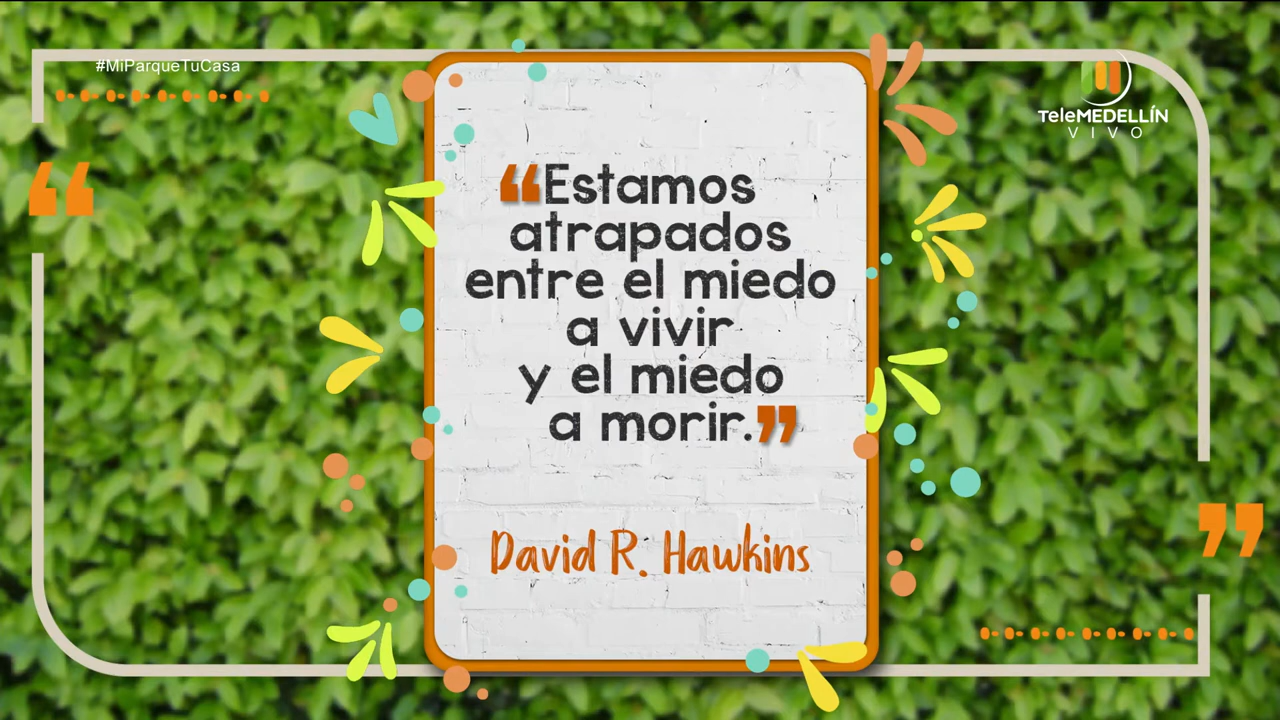 #MiParqueTuCasa
TeleMEDELLÍN
VIVO
“Estamos
atrapados
entre el miedo
a vivir
y el miedo
a morir.”
David R. Hawkins